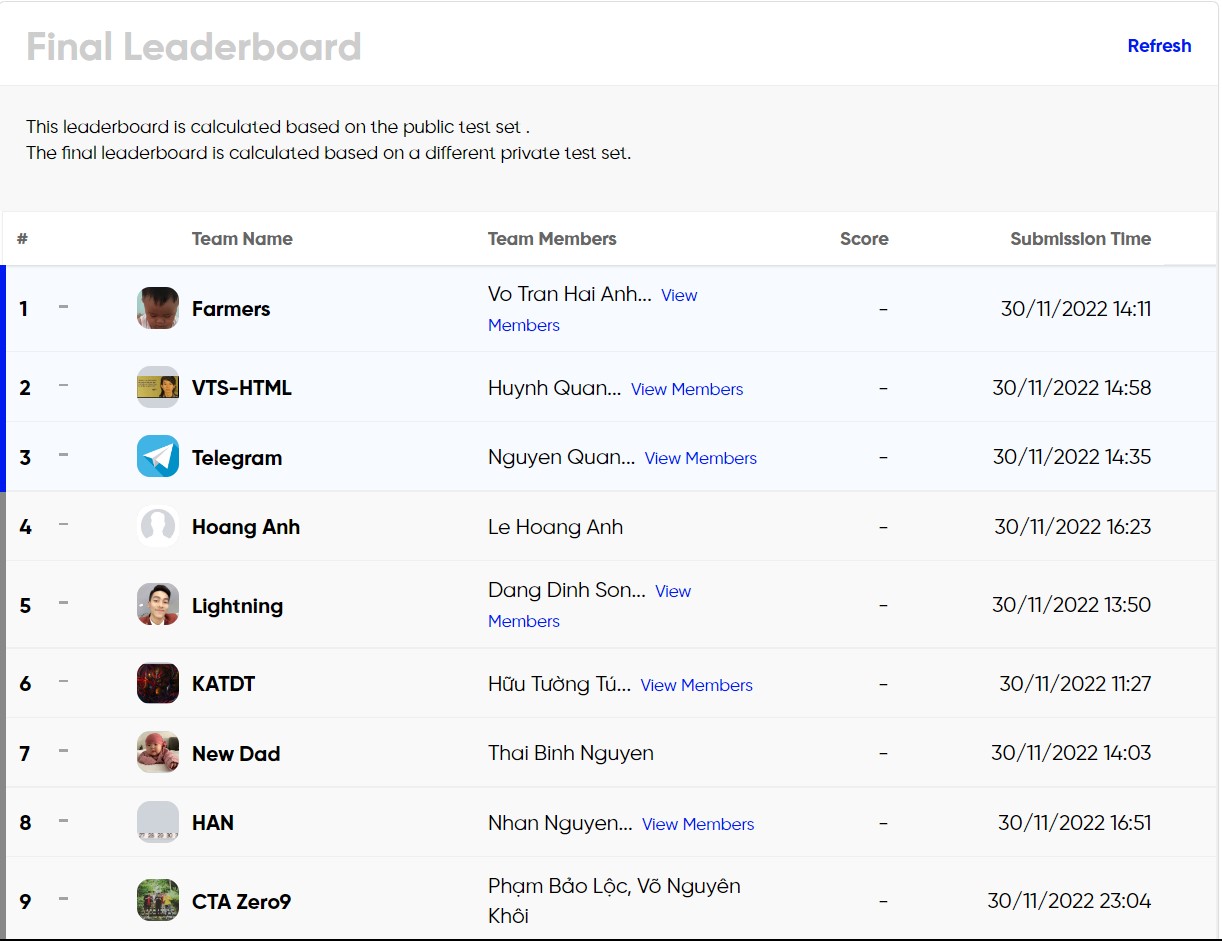 Final Leaderboard
Refresh
This leaderboard is calculated based on the public test set .
The final leaderboard is calculated based on a different private test set.
# Team Name Team Members Score Submission Time
1 - Farmers Vo Tran Hai Anh... View Members - 30/11/2022 14:11
2 - VTS-HTML Huynh Quan... View Members - 30/11/2022 14:58
3 - Telegram Nguyen Quan... View Members - 30/11/2022 14:35
4 - Hoang Anh Le Hoang Anh - 30/11/2022 16:23
5 - Lightning Dang Dinh Son... View Members - 30/11/2022 13:50
6 - KATDT Hữu Tường Tú... View Members - 30/11/2022 11:27
7 - New Dad Thai Binh Nguyen - 30/11/2022 14:03
8 - HAN Nhan Nguyen... View Members - 30/11/2022 16:51
9 - CTA Zero9 Phạm Bảo Lộc, Võ Nguyên Khôi - 30/11/2022 23:04